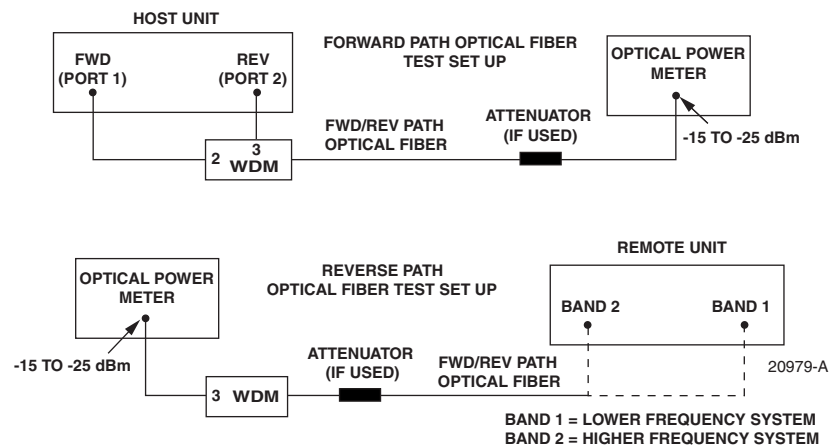 HOST UNIT
FWD
(PORT 1)
REV
(PORT 2)
FORWARD PATH OPTICAL FIBER
TEST SET UP
OPTICAL POWER
METER
-15 TO -25 dBm
FWD/REV PATH
OPTICAL FIBER
ATTENUATOR
(IF USED)
2
3
WDM
OPTICAL POWER
METER
-15 TO -25 dBm
REVERSE PATH
OPTICAL FIBER TEST SET UP
REMOTE UNIT
BAND 2
BAND 1
3 WDM
ATTENUATOR
(IF USED)
FWD/REV PATH
OPTICAL FIBER
20979-A
BAND 1 = LOWER FREQUENCY SYSTEM
BAND 2 = HIGHER FREQUENCY SYSTEM